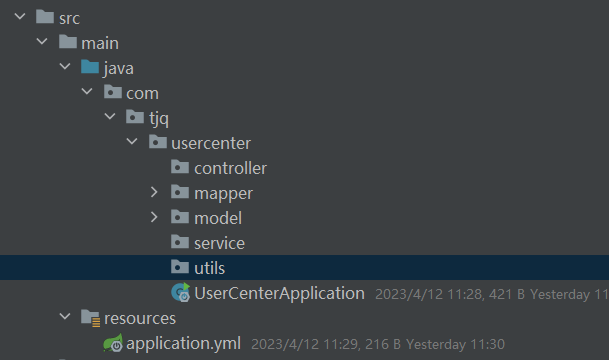 src
main
java
com
tjq
usercenter
controller
mapper
model
service
utils
UserCenterApplication 2023/4/12 11:28, 421 B Yesterday 11
resources
application.yml 2023/4/12 11:29, 216 B Yesterday 11:30